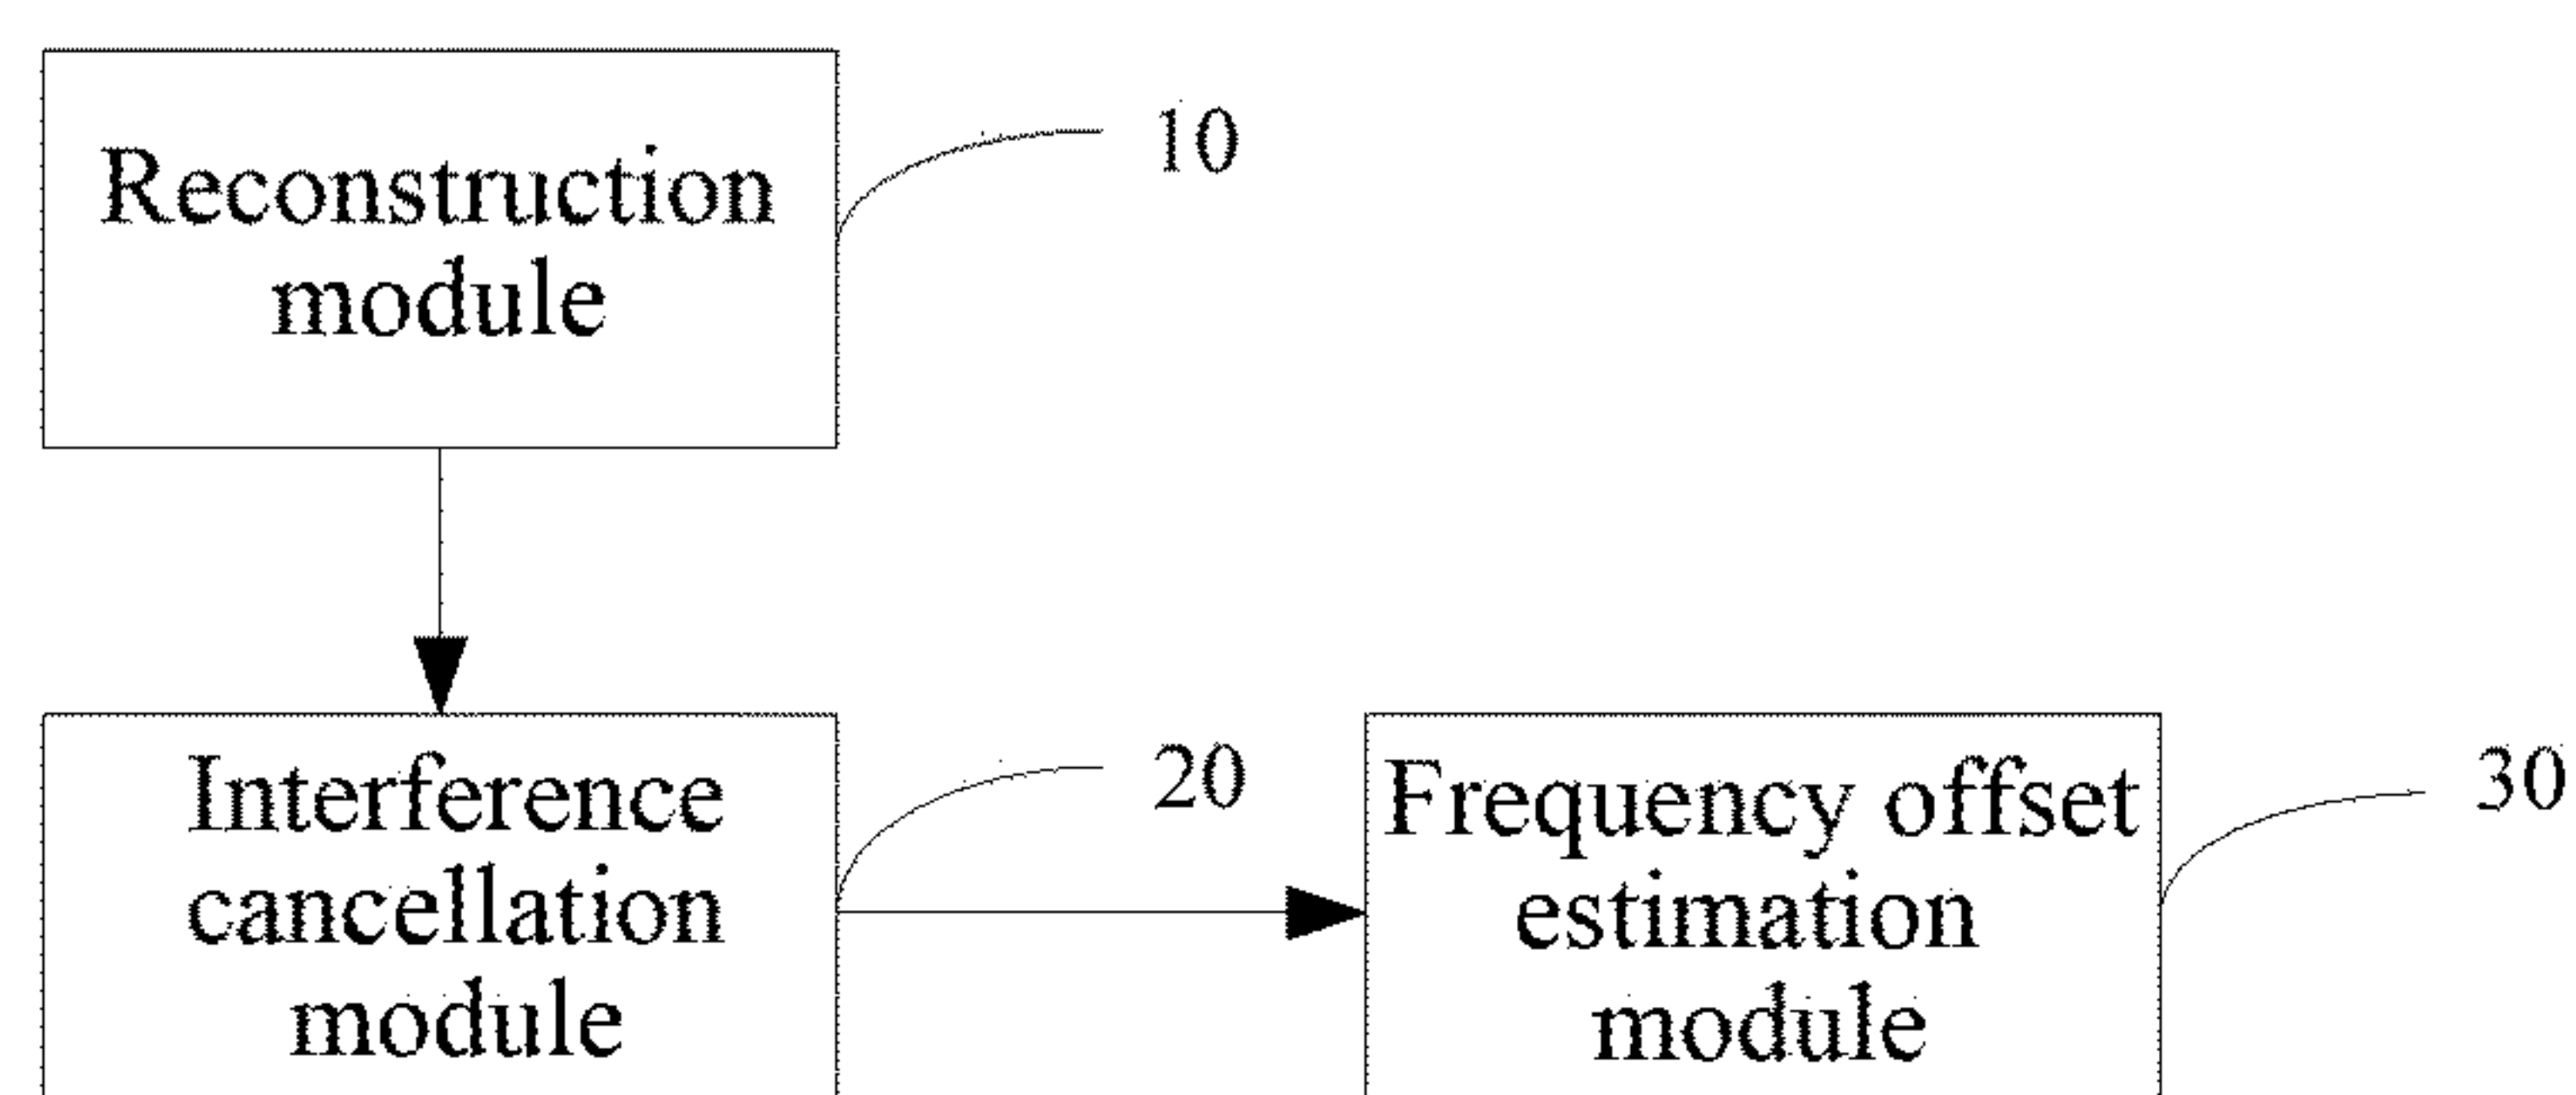 Reconstruction
module
10
Interference
cancellation
module
20
Frequency offset
estimation
module
30